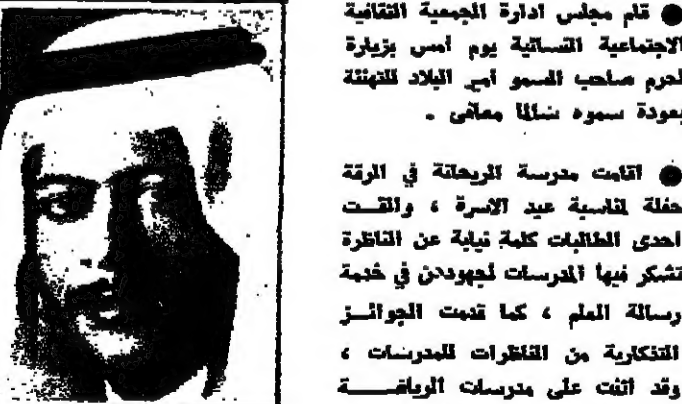 ● قام مجلس ادارة الجمعية الثقافية
الاجتماعية النسائية يوم امس بزيارة
لحرم صاحب السمو امير البلاد للتهنئة
بعودة سموه سالما معافى .
● اقامت مدرسة الريحانة في الرقة
حفلة لمناسبة عيد الاسرة ، والقت
احدى الطالبات كلمة نيابة عن الناظرة
تشكر فيها المدرسات لجهودهن في خدمة
رسالة العلم ، كما قدمت الجوائز
التذكارية من الناظرات للمدرسات ،
وقد اثنت على مدرسات الرياضة